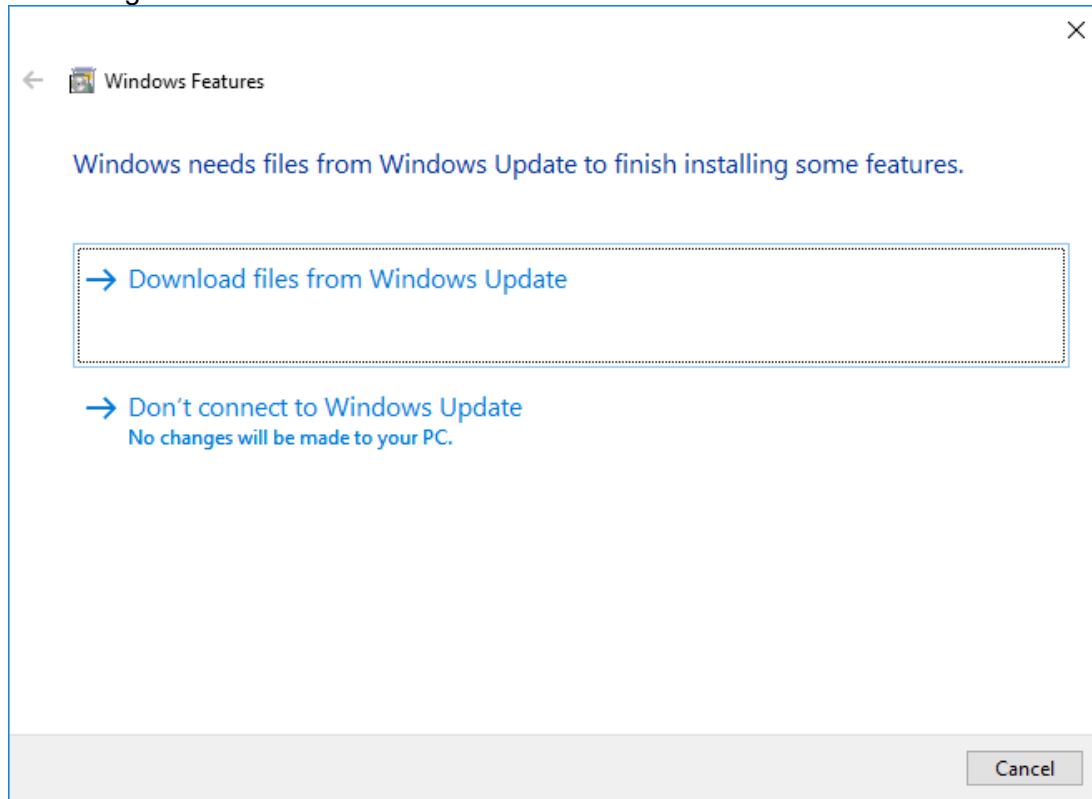 Windows Features
Windows needs files from Windows Update to finish installing some features.
Download files from Windows Update
Don't connect to Windows Update
No changes will be made to your PC.
Cancel